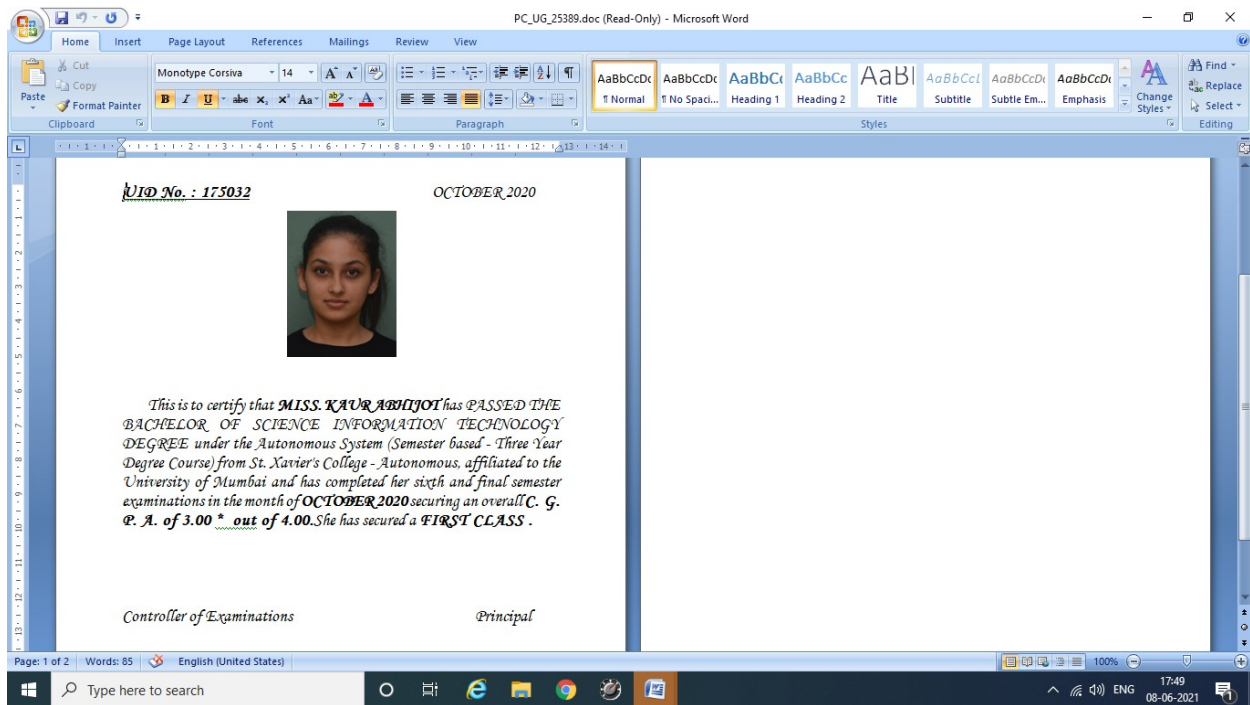 PC_UG_25389.doc (Read-Only) - Microsoft Word
Home Insert Page Layout References Mailings Review View
Cut
Copy
Format Painter
Paste
Clipboard
Monotype Corsiva 14
Font
Paragraph
AaBbCcDc AaBbCcDc AaBbCc AaBbCc AaBl AaBbCcL AaBbCcDc AaBbCcDc
¶ Normal ¶ No Spaci... Heading 1 Heading 2 Title Subtitle Subtle Em... Emphasis
Change Styles
Styles
Find
Replace
Select
Editing
UID No. : 175032 OCTOBER 2020
This is to certify that MISS. KAUR ABHIJOT has PASSED THE
BACHELOR OF SCIENCE INFORMATION TECHNOLOGY
DEGREE under the Autonomous System (Semester based - Three Year
Degree Course) from St. Xavier's College - Autonomous, affiliated to the
University of Mumbai and has completed her sixth and final semester
examinations in the month of OCTOBER 2020 securing an overall C. G.
P. A. of 3.00 * out of 4.00.She has secured a FIRST CLASS .
Controller of Examinations Principal
Page: 1 of 2 Words: 85 English (United States) 100%
Type here to search
ENG
17:49
08-06-2021